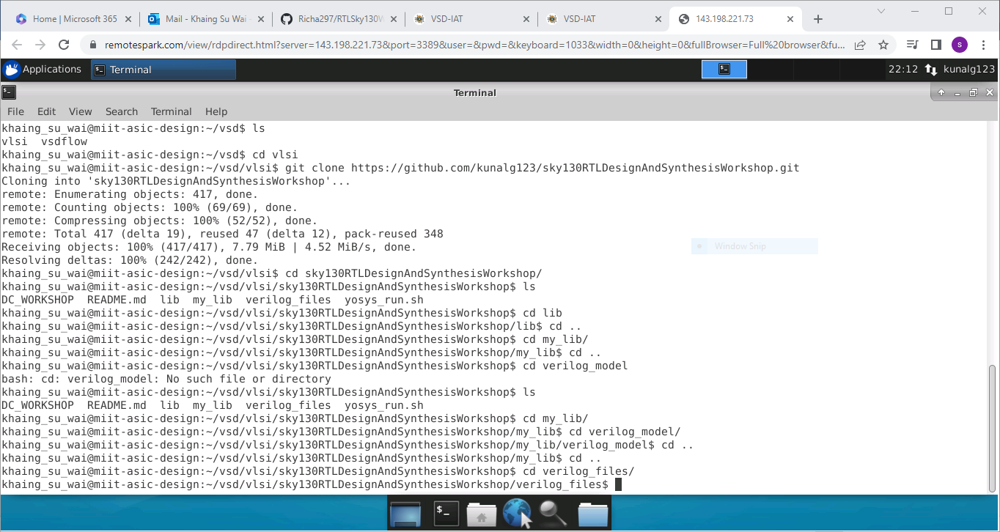 Home | Microsoft 365
Mail - Khaing Su Wai -
Richa297/RTLSky130W
VSD-IAT
VSD-IAT
143.198.221.73
remotespark.com/view/rdpdirect.html?server=143.198.221.73&port=3389&user=&pwd=&keyboard=1033&width=0&height=0&fullBrowser=Full%20browser&fu...
s
Applications
Terminal
22:12
kunalg123
Terminal
File Edit View Search Terminal Help
khaing_su_wai@miit-asic-design:~/vsd$ ls
vlsi  vsdflow
khaing_su_wai@miit-asic-design:~/vsd$ cd vlsi
khaing_su_wai@miit-asic-design:~/vsd/vlsi$ git clone https://github.com/kunalg123/sky130RTLDesignAndSynthesisWorkshop.git
Cloning into 'sky130RTLDesignAndSynthesisWorkshop'...
remote: Enumerating objects: 417, done.
remote: Counting objects: 100% (69/69), done.
remote: Compressing objects: 100% (52/52), done.
remote: Total 417 (delta 19), reused 47 (delta 12), pack-reused 348
Receiving objects: 100% (417/417), 7.79 MiB | 4.52 MiB/s, done.
Window Snip
Resolving deltas: 100% (242/242), done.
khaing_su_wai@miit-asic-design:~/vsd/vlsi$ cd sky130RTLDesignAndSynthesisWorkshop/
khaing_su_wai@miit-asic-design:~/vsd/vlsi/sky130RTLDesignAndSynthesisWorkshop$ ls
DC_WORKSHOP  README.md  lib  my_lib  verilog_files  yosys_run.sh
khaing_su_wai@miit-asic-design:~/vsd/vlsi/sky130RTLDesignAndSynthesisWorkshop$ cd lib
khaing_su_wai@miit-asic-design:~/vsd/vlsi/sky130RTLDesignAndSynthesisWorkshop/lib$ cd ..
khaing_su_wai@miit-asic-design:~/vsd/vlsi/sky130RTLDesignAndSynthesisWorkshop$ cd my_lib/
khaing_su_wai@miit-asic-design:~/vsd/vlsi/sky130RTLDesignAndSynthesisWorkshop/my_lib$ cd ..
khaing_su_wai@miit-asic-design:~/vsd/vlsi/sky130RTLDesignAndSynthesisWorkshop$ cd verilog_model
bash: cd: verilog_model: No such file or directory
khaing_su_wai@miit-asic-design:~/vsd/vlsi/sky130RTLDesignAndSynthesisWorkshop$ ls
DC_WORKSHOP  README.md  lib  my_lib  verilog_files  yosys_run.sh
khaing_su_wai@miit-asic-design:~/vsd/vlsi/sky130RTLDesignAndSynthesisWorkshop$ cd my_lib/
khaing_su_wai@miit-asic-design:~/vsd/vlsi/sky130RTLDesignAndSynthesisWorkshop/my_lib$ cd verilog_model/
khaing_su_wai@miit-asic-design:~/vsd/vlsi/sky130RTLDesignAndSynthesisWorkshop/my_lib/verilog_model$ cd ..
khaing_su_wai@miit-asic-design:~/vsd/vlsi/sky130RTLDesignAndSynthesisWorkshop/my_lib$ cd ..
khaing_su_wai@miit-asic-design:~/vsd/vlsi/sky130RTLDesignAndSynthesisWorkshop$ cd verilog_files/
khaing_su_wai@miit-asic-design:~/vsd/vlsi/sky130RTLDesignAndSynthesisWorkshop/verilog_files$